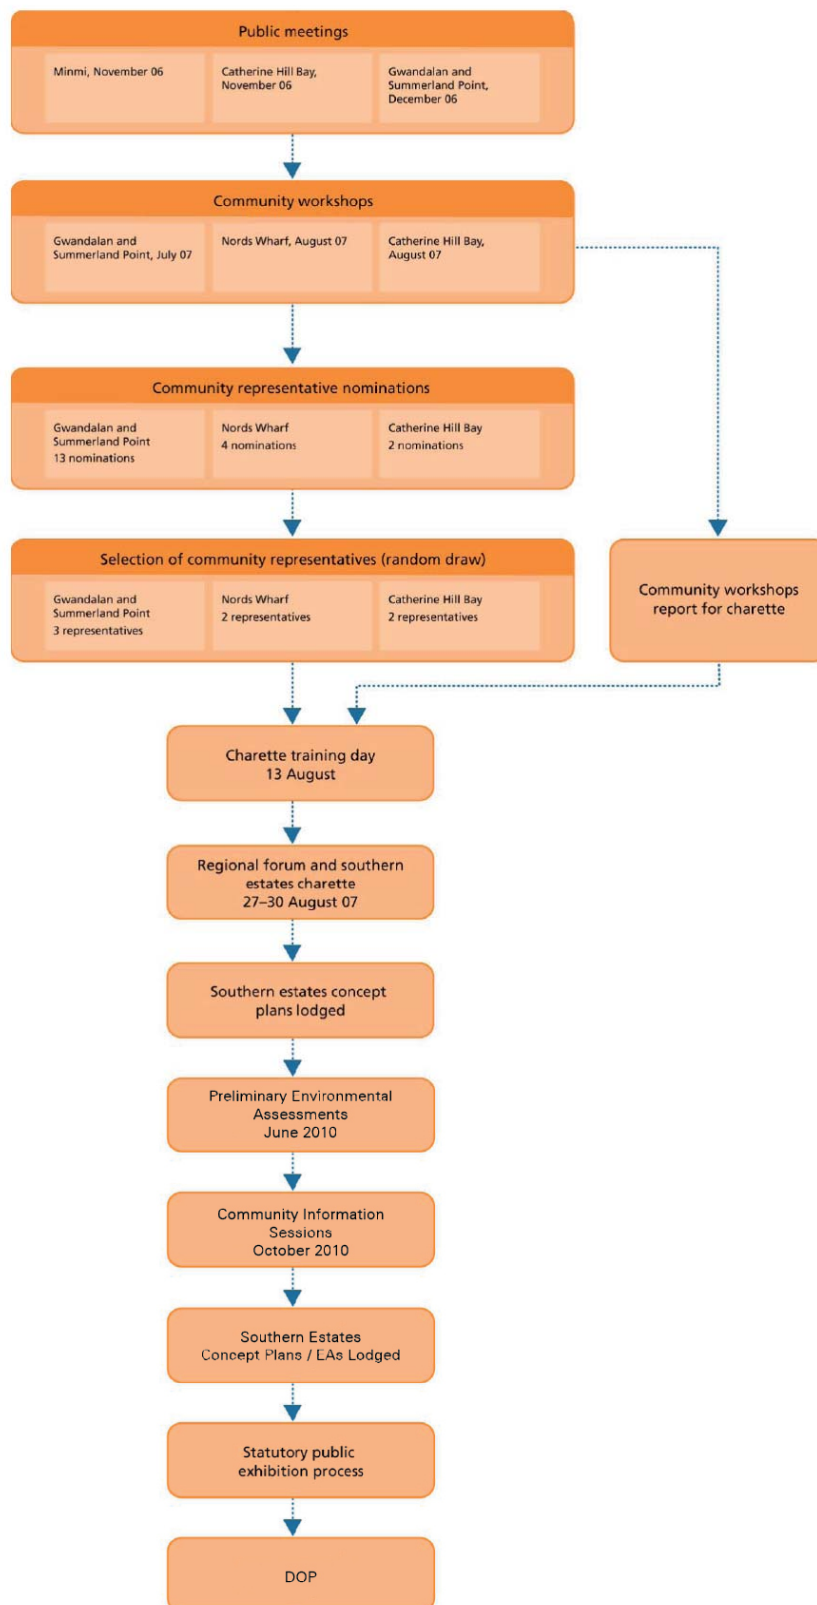 Public meetings
Minmi, November 06
Catherine Hill Bay,
November 06
Gwandalan and
Summerland Point,
December 06
Community workshops
Gwandalan and
Summerland Point, July 07
Nords Wharf, August 07
Catherine Hill Bay,
August 07
Community representative nominations
Gwandalan and
Summerland Point
13 nominations
Nords Wharf
4 nominations
Catherine Hill Bay
2 nominations
Selection of community representatives (random draw)
Gwandalan and
Summerland Point
3 representatives
Nords Wharf
2 representatives
Catherine Hill Bay
2 representatives
Community workshops
report for charette
Charette training day
13 August
Regional forum and southern
estates charette
27–30 August 07
Southern estates concept
plans lodged
Preliminary Environmental
Assessments
June 2010
Community Information
Sessions
October 2010
Southern Estates
Concept Plans / EAs Lodged
Statutory public
exhibition process
DOP